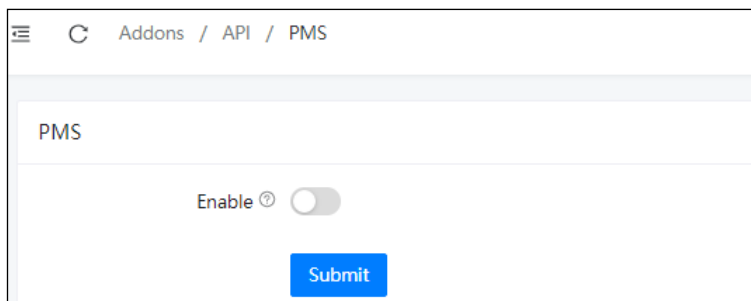 Addons / API / PMS
PMS
Enable
Submit